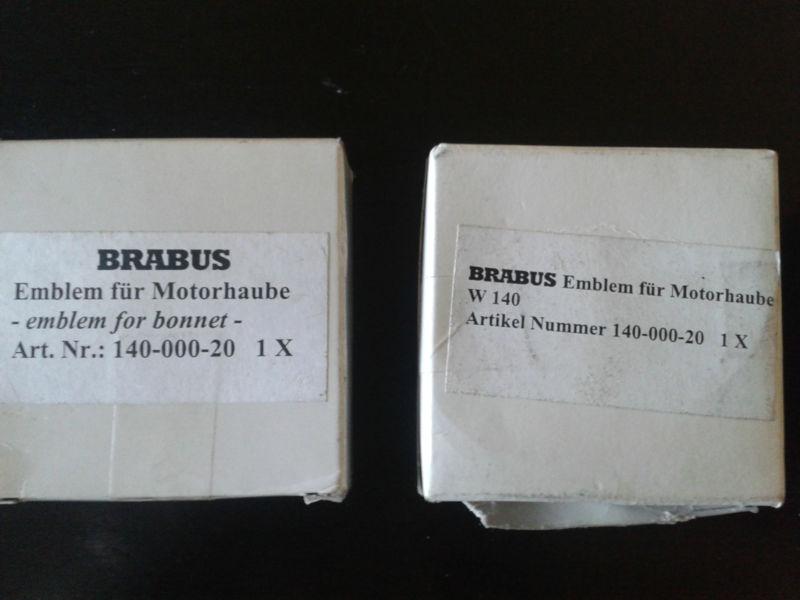 BRABUS
Emblem für Motorhaube
- emblem for bonnet -
Art. Nr.: 140-000-20 1 X
BRABUS Emblem für Motorhaube
W 140
Artikel Nummer 140-000-20 1 X